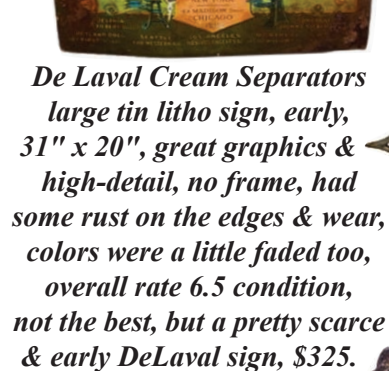 CHICAGO
De Laval Cream Separators
large tin litho sign, early,
31" x 20", great graphics &
high-detail, no frame, had
some rust on the edges & wear,
colors were a little faded too,
overall rate 6.5 condition,
not the best, but a pretty scarce
& early DeLaval sign, $325.